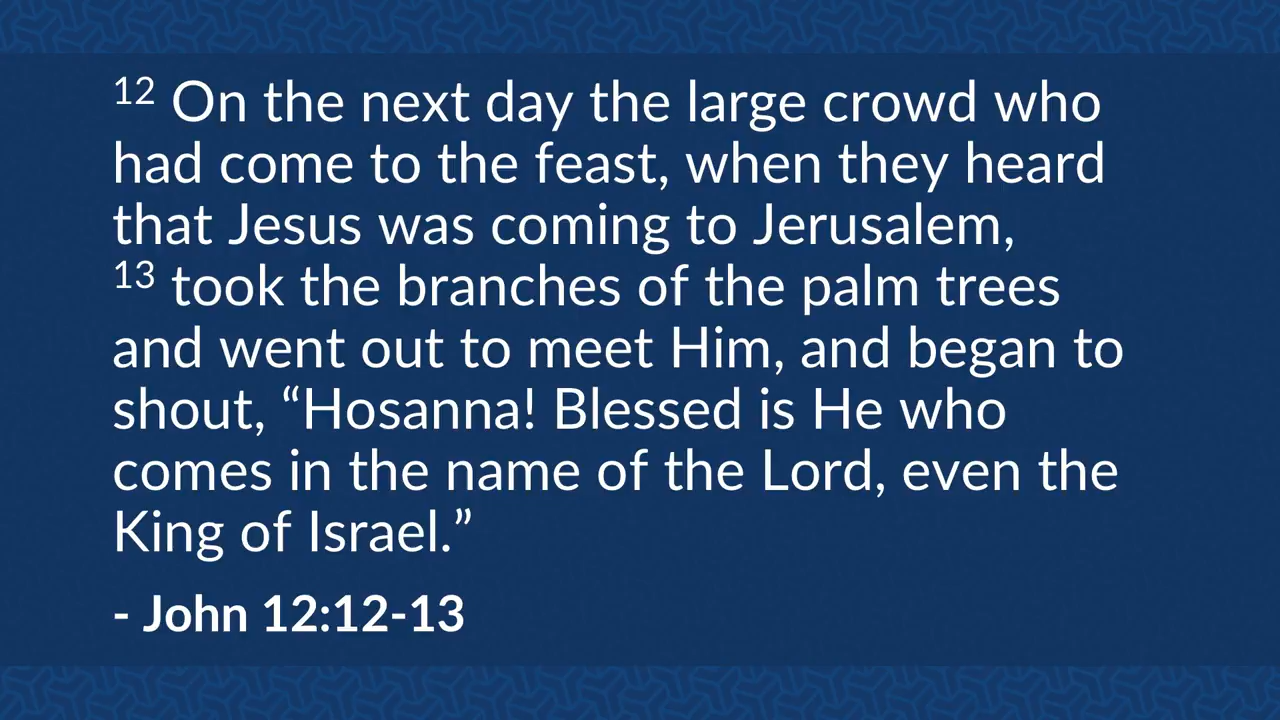 12 On the next day the large crowd who
had come to the feast, when they heard
that Jesus was coming to Jerusalem,
13 took the branches of the palm trees
and went out to meet Him, and began to
shout, “Hosanna! Blessed is He who
comes in the name of the Lord, even the
King of Israel.”
- John 12:12-13